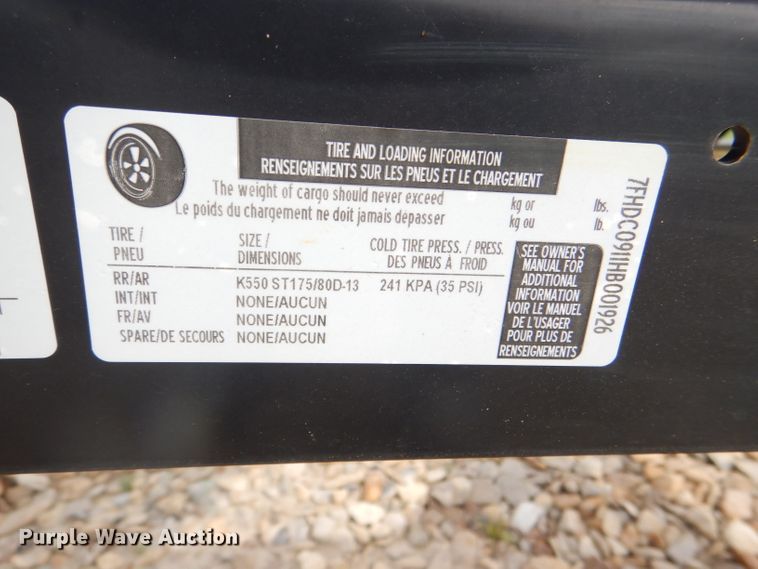 TIRE AND LOADING INFORMATION
RENSEIGNEMENTS SUR LES PNEUS ET LE CHARGEMENT
The weight of cargo should never exceed kg or lbs.
Le poids du chargement ne doit jamais dépasser kg ou lb.
TIRE / SIZE / COLD TIRE PRESS. / PRESS.
PNEU DIMENSIONS DES PNEUS À FROID
RR/AR K550 ST175/80D-13 241 KPA (35 PSI)
INT/INT NONE/AUCUN
FR/AV NONE/AUCUN
SPARE/DE SECOURS NONE/AUCUN
SEE OWNER'S
MANUAL FOR
ADDITIONAL
INFORMATION
VOIR LE MANUEL
DE L'USAGER
POUR PLUS DE
RENSEIGNEMENTS
7FHDC0911HB001926
Purple Wave Auction